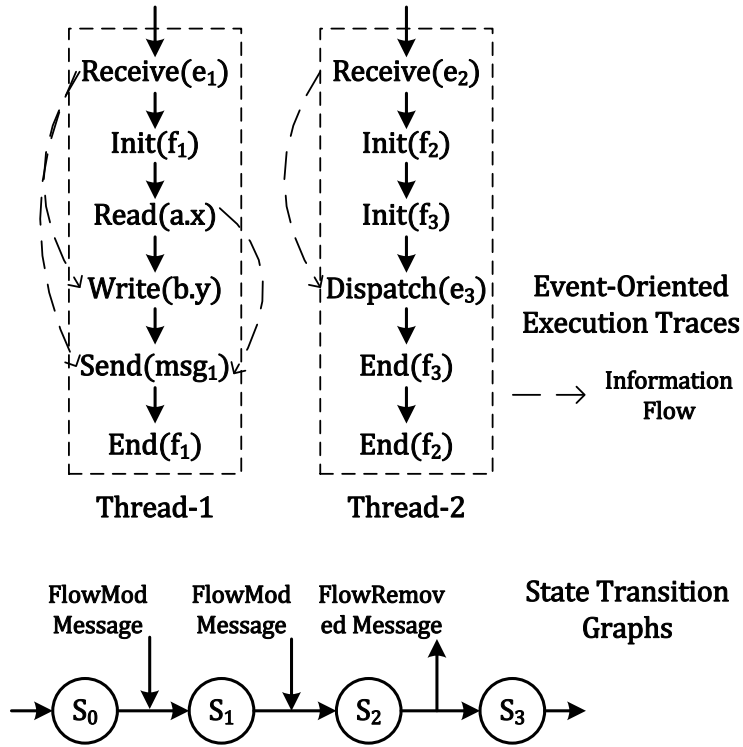 Receive(e₁)
Init(f₁)
Read(a.x)
Write(b.y)
Send(msg₁)
End(f₁)
Thread-1
Receive(e₂)
Init(f₂)
Init(f₃)
Dispatch(e₃)
End(f₃)
End(f₂)
Thread-2
Event-Oriented
Execution Traces
Information
Flow
FlowMod
Message
FlowMod
Message
FlowRemov
ed Message
State Transition
Graphs
S₀
S₁
S₂
S₃